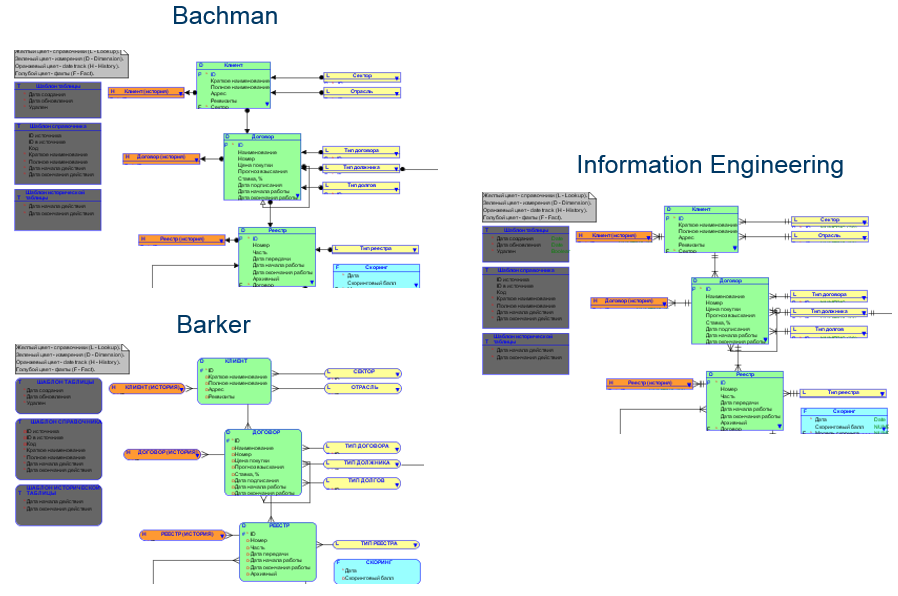 Bachman
Желтый цвет - справочники (L - Lookup).
Зеленый цвет - измерения (D - Dimension).
Оранжевый цвет - date track (H - History).
Голубой цвет - факты (F - Fact).
T Шаблон таблицы
Дата создания
Дата обновления
Удален
T Шаблон справочника
ID источника
ID в источнике
Код
Краткое наименование
Полное наименование
Дата начала действия
Дата окончания действия
T Шаблон исторической таблицы
Дата начала действия
Дата окончания действия
H Клиент (история)
D Клиент
P * ID
Краткое наименование
Полное наименование
Адрес
Реквизиты
F Сектор
L Сектор
L Отрасль
H Договор (история)
D Договор
P * ID
Наименование
Номер
Цена покупки
Прогноз взыскания
Ставка, %
Дата подписания
Дата начала работы
Дата окончания работы
L Тип договора
L Тип должника
L Тип долгов
H Реестр (история)
D Реестр
P * ID
Номер
Часть
Дата передачи
Дата начала работы
Дата окончания работы
Архивный
F Договор
L Тип реестра
F Скоринг
* Дата
Скоринговый балл
Barker
Желтый цвет - справочники (L - Lookup).
Зеленый цвет - измерения (D - Dimension).
Оранжевый цвет - date track (H - History).
Голубой цвет - факты (F - Fact).
T ШАБЛОН ТАБЛИЦЫ
Дата создания
Дата обновления
Удален
T ШАБЛОН СПРАВОЧНИКА
ID источника
ID в источнике
Код
Краткое наименование
Полное наименование
Дата начала действия
Дата окончания действия
T ШАБЛОН ИСТОРИЧЕСКОЙ ТАБЛИЦЫ
Дата начала действия
Дата окончания действия
H КЛИЕНТ (ИСТОРИЯ)
D КЛИЕНТ
# * ID
o Краткое наименование
o Полное наименование
o Адрес
o Реквизиты
L СЕКТОР
L ОТРАСЛЬ
H ДОГОВОР (ИСТОРИЯ)
D ДОГОВОР
# * ID
o Наименование
o Номер
o Цена покупки
o Прогноз взыскания
o Ставка, %
o Дата подписания
o Дата начала работы
o Дата окончания работы
L ТИП ДОГОВОРА
L ТИП ДОЛЖНИКА
L ТИП ДОЛГОВ
H РЕЕСТР (ИСТОРИЯ)
D РЕЕСТР
# * ID
o Номер
o Часть
o Дата передачи
o Дата начала работы
o Дата окончания работы
o Архивный
L ТИП РЕЕСТРА
F СКОРИНГ
* Дата
o Скоринговый балл
Information Engineering
Желтый цвет - справочники (L - Lookup).
Зеленый цвет - измерения (D - Dimension).
Оранжевый цвет - date track (H - History).
Голубой цвет - факты (F - Fact).
T Шаблон таблицы
Дата создания
Дата обновления
Удален
T Шаблон справочника
ID источника
ID в источнике
Код
Краткое наименование
Полное наименование
Дата начала действия
Дата окончания действия
T Шаблон исторической таблицы
Дата начала действия
Дата окончания действия
H Клиент (история)
D Клиент
P * ID
Краткое наименование
Полное наименование
Адрес
Реквизиты
F Сектор
L Сектор
L Отрасль
H Договор (история)
D Договор
P * ID
Наименование
Номер
Цена покупки
Прогноз взыскания
Ставка, %
Дата подписания
Дата начала работы
Дата окончания работы
L Тип договора
L Тип должника
L Тип долгов
H Реестр (история)
D Реестр
P * ID
Номер
Часть
Дата передачи
Дата начала работы
Дата окончания работы
Архивный
F Договор
L Тип реестра
F Скоринг
* Дата Date
Скоринговый балл